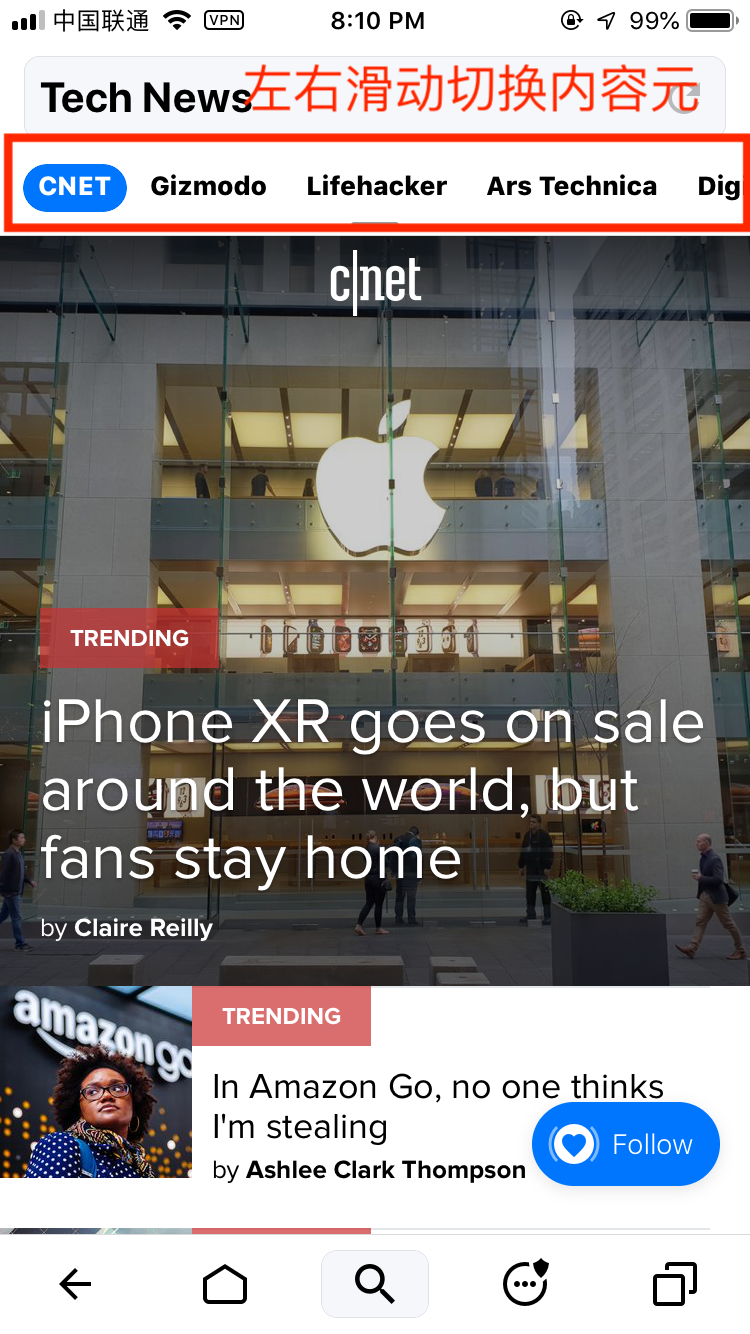 中国联通 VPN 8:10 PM 99%
Tech News 左右滑动切换内容元
CNET Gizmodo Lifehacker Ars Technica Dig
c|net
TRENDING
iPhone XR goes on sale
around the world, but
fans stay home
by Claire Reilly
amazon go
TRENDING
In Amazon Go, no one thinks
I'm stealing
by Ashlee Clark Thompson
Follow